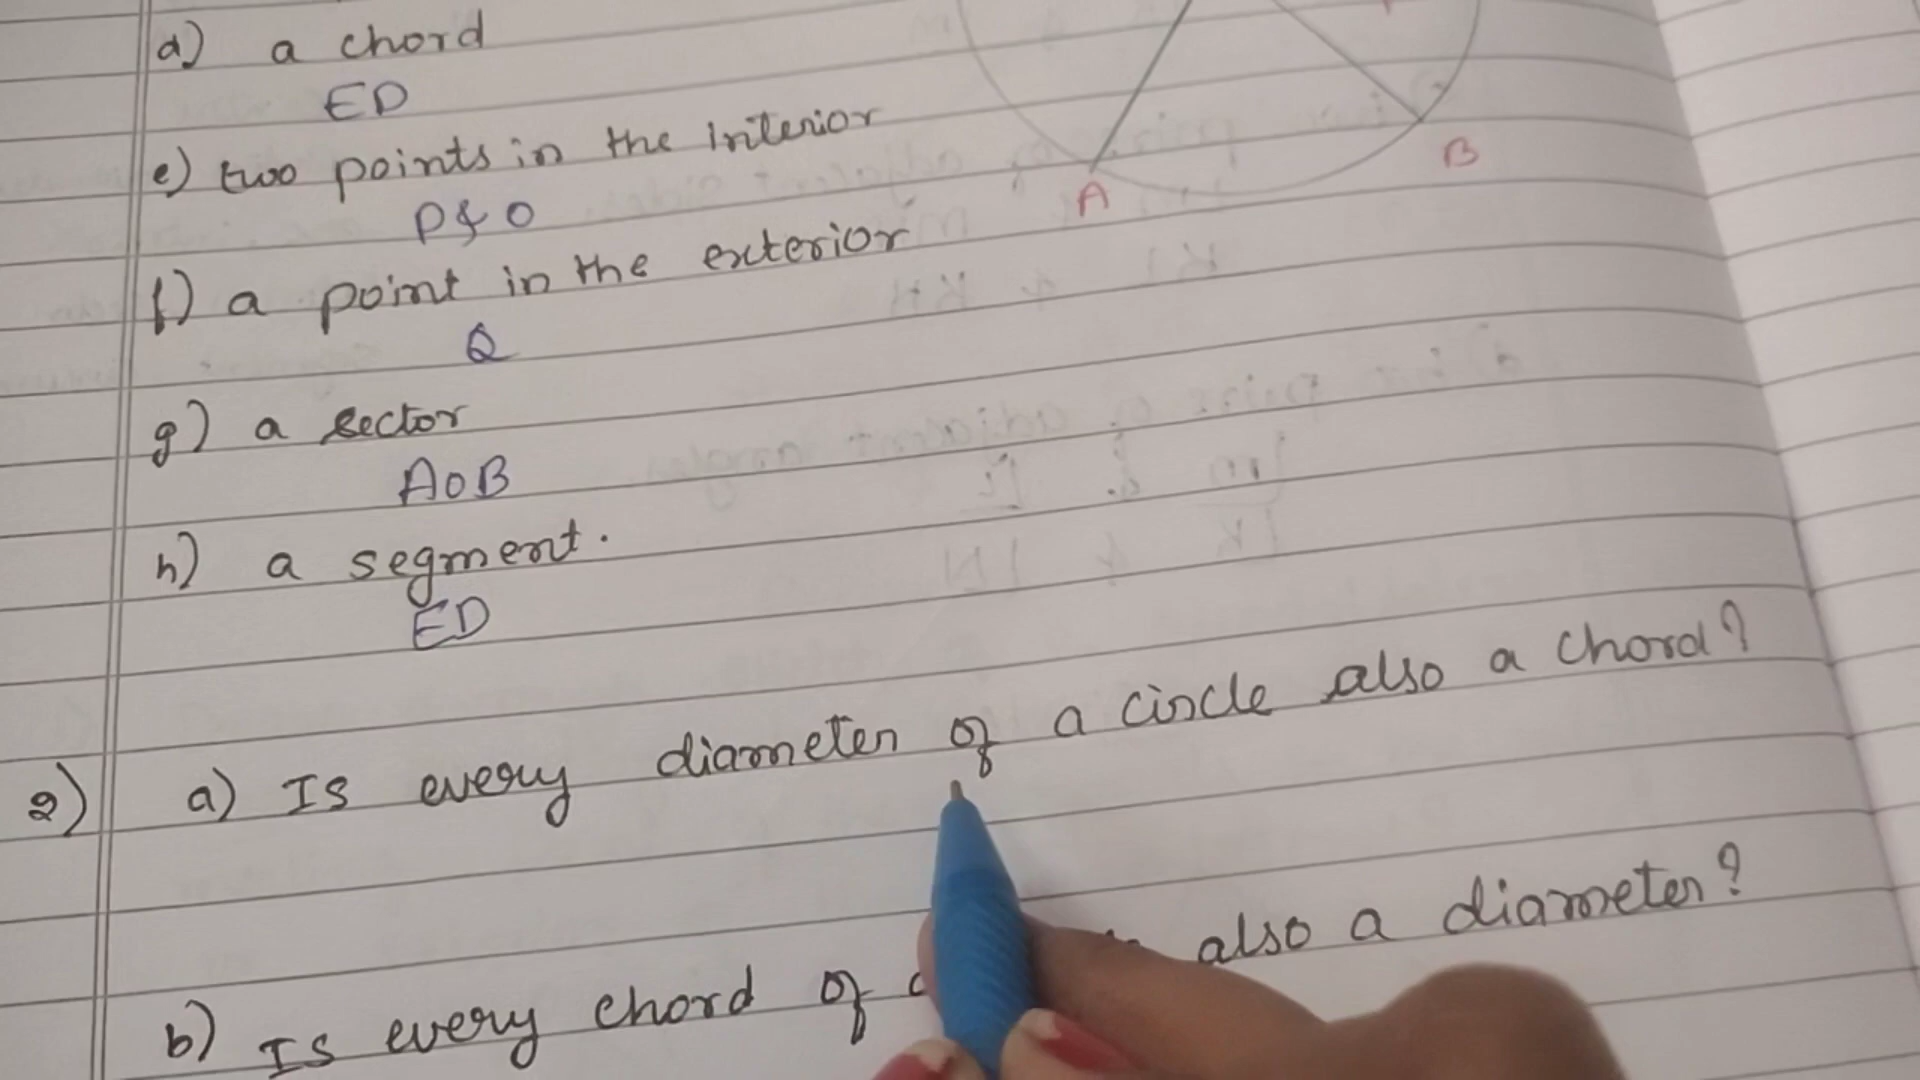 d) a chord
ED
e) two points in the interior
P & O
f) a point in the exterior
Q
g) a sector
AOB
h) a segment.
ED
A
B
2) a) Is every diameter of a circle also a chord?
b) Is every chord of also a diameter?